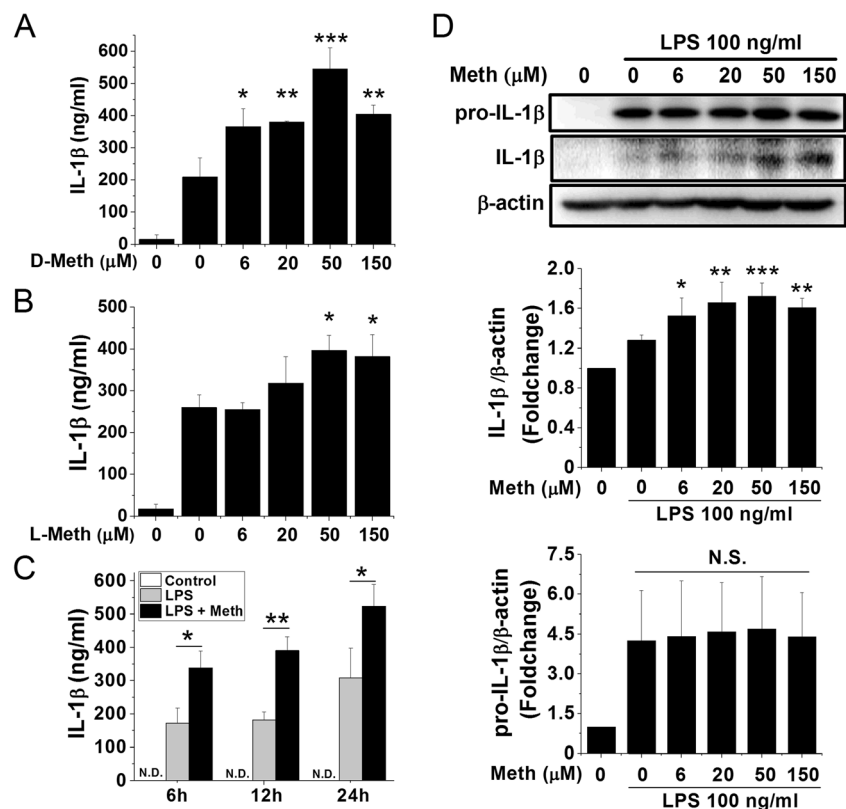 A
IL-1β (ng/ml)
600
500
400
300
200
100
0
* ** *** **
D-Meth (μM) 0 0 6 20 50 150
B
IL-1β (ng/ml)
500
400
300
200
100
0
* *
L-Meth (μM) 0 0 6 20 50 150
C
IL-1β (ng/ml)
600
500
400
300
200
100
0
Control
LPS
LPS + Meth
* ** *
N.D. N.D. N.D.
6h 12h 24h
D
LPS 100 ng/ml
Meth (μM) 0 0 6 20 50 150
pro-IL-1β
IL-1β
β-actin
IL-1β/β-actin
(Foldchange)
2.0
1.6
1.2
0.8
0.4
0.0
* ** *** **
Meth (μM) 0 0 6 20 50 150
LPS 100 ng/ml
pro-IL-1β/β-actin
(Foldchange)
7.5
6.0
4.5
3.0
1.5
0.0
N.S.
Meth (μM) 0 0 6 20 50 150
LPS 100 ng/ml